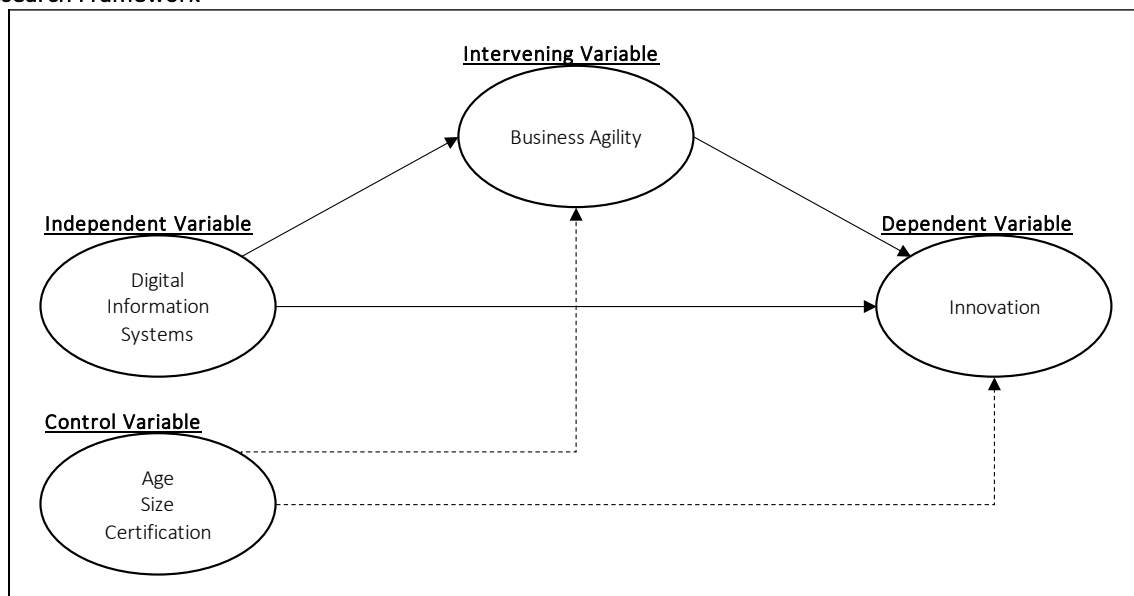 Intervening Variable
Business Agility
Independent Variable
Dependent Variable
Digital
Information
Systems
Innovation
Control Variable
Age
Size
Certification